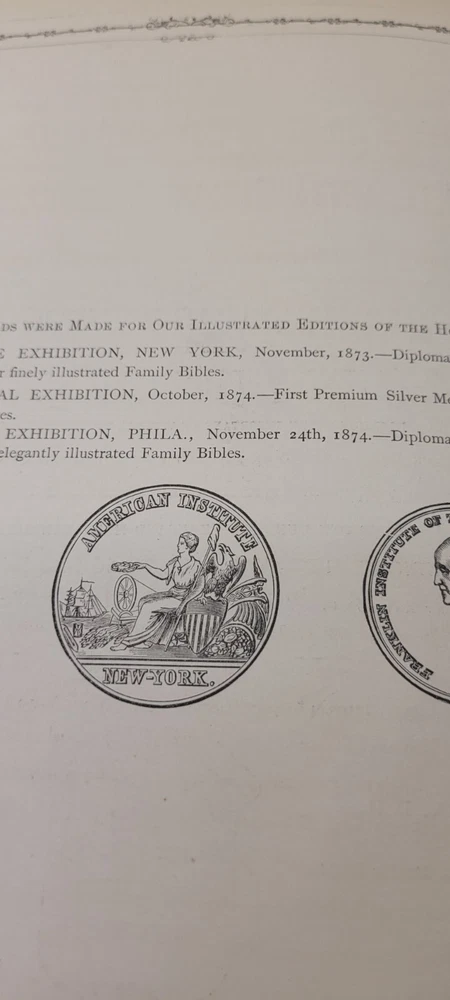 DS WERE MADE FOR OUR ILLUSTRATED EDITIONS OF THE H
E EXHIBITION, NEW YORK, November, 1873.—Diploma
r finely illustrated Family Bibles.
AL EXHIBITION, October, 1874.—First Premium Silver Me
es.
EXHIBITION, PHILA., November 24th, 1874.—Diploma
elegantly illustrated Family Bibles.
AMERICAN INSTITUTE
NEW-YORK.
FRANKLIN INSTITUTE OF T